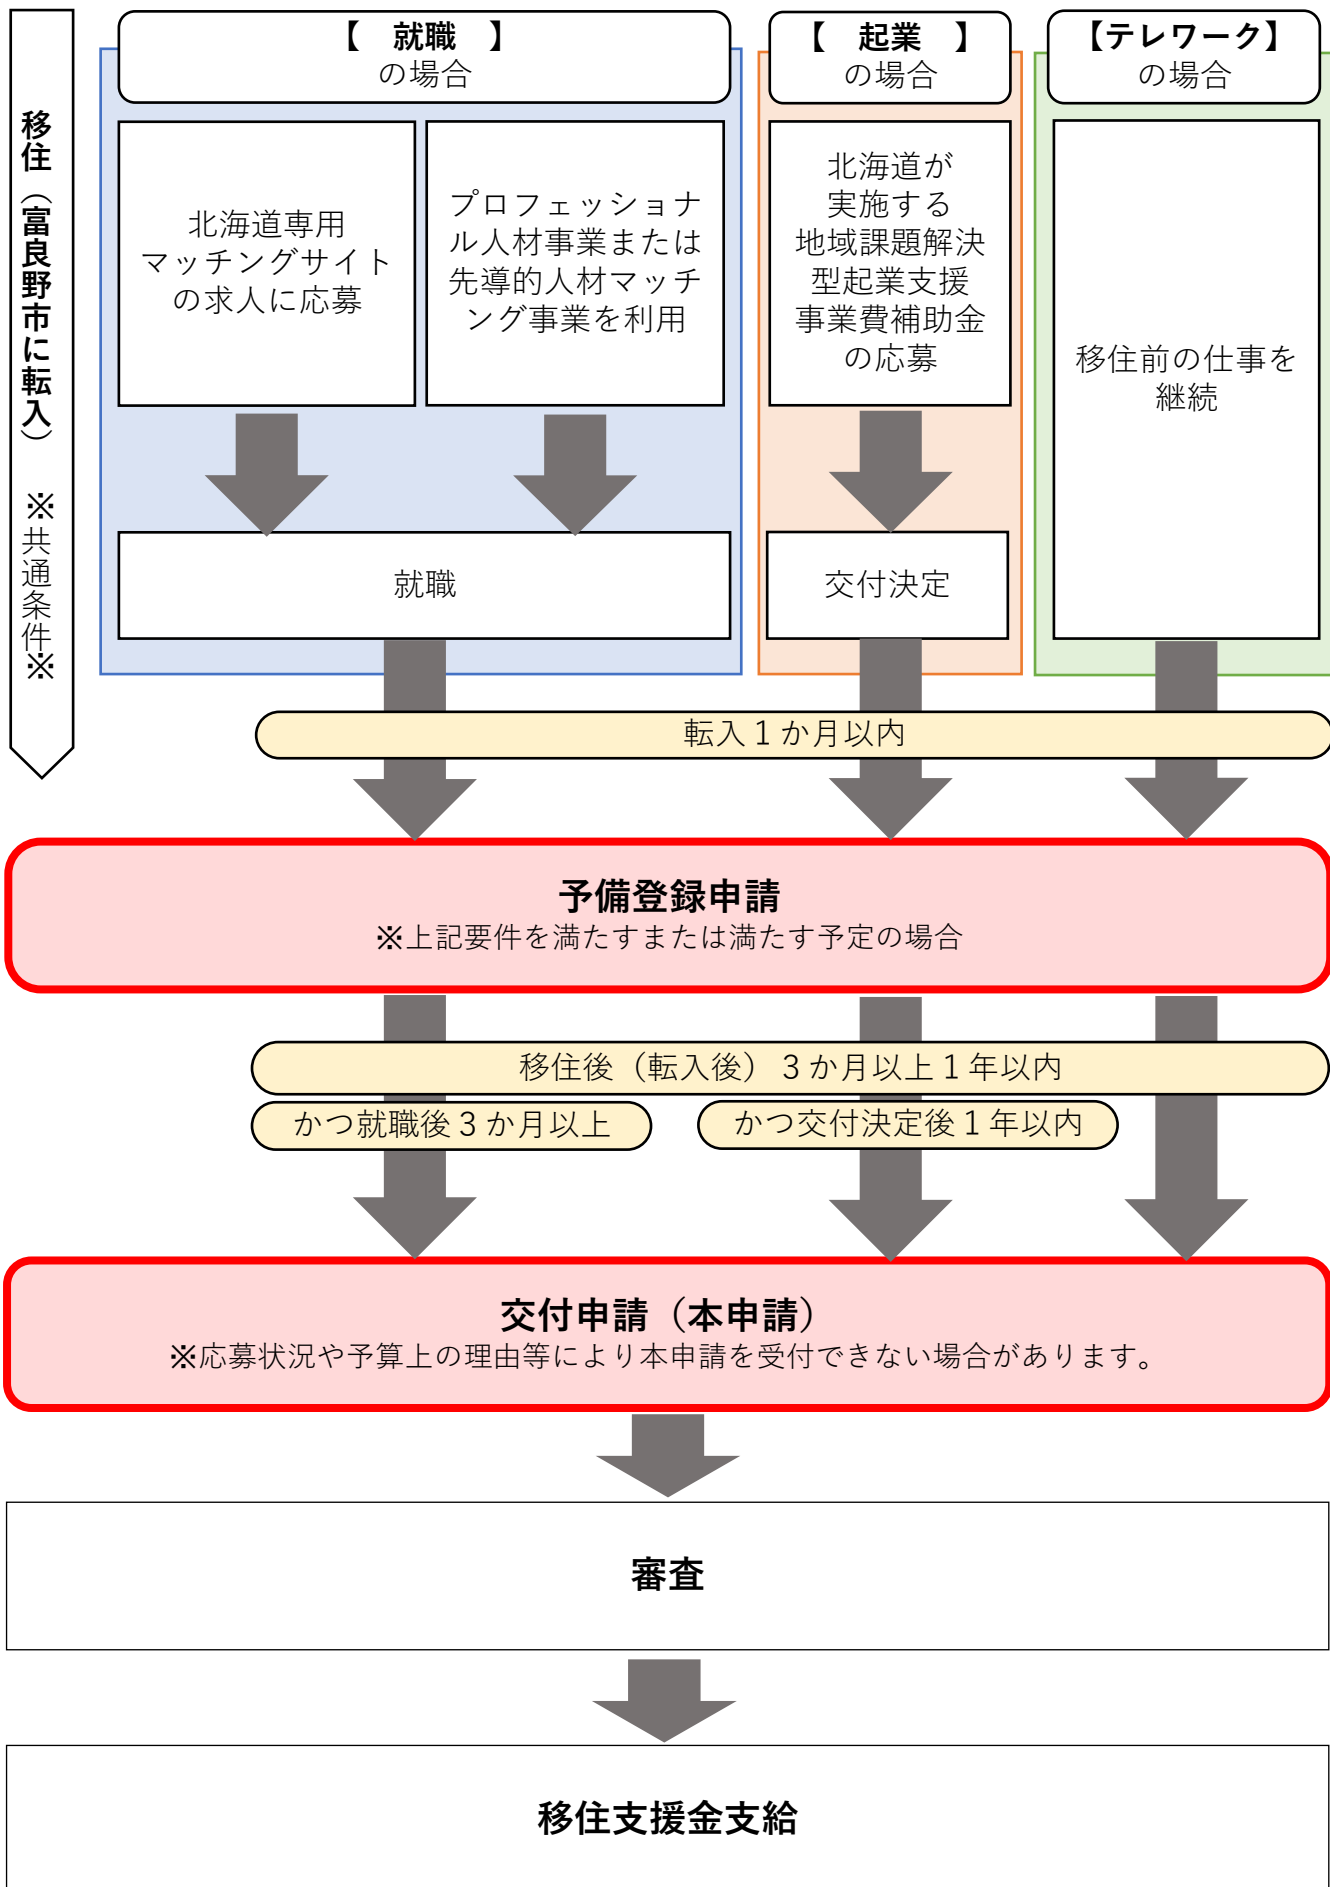 移住（富良野市に転入）　※共通条件※
【　就職　】
の場合
北海道専用
マッチングサイト
の求人に応募
プロフェッショナ
ル人材事業または
先導的人材マッチ
ング事業を利用
就職
【　起業　】
の場合
北海道が
実施する
地域課題解決
型起業支援
事業費補助金
の応募
交付決定
【テレワーク】
の場合
移住前の仕事を
継続
転入１か月以内
予備登録申請
※上記要件を満たすまたは満たす予定の場合
移住後（転入後）３か月以上１年以内
かつ就職後３か月以上
かつ交付決定後１年以内
交付申請（本申請）
※応募状況や予算上の理由等により本申請を受付できない場合があります。
審査
移住支援金支給